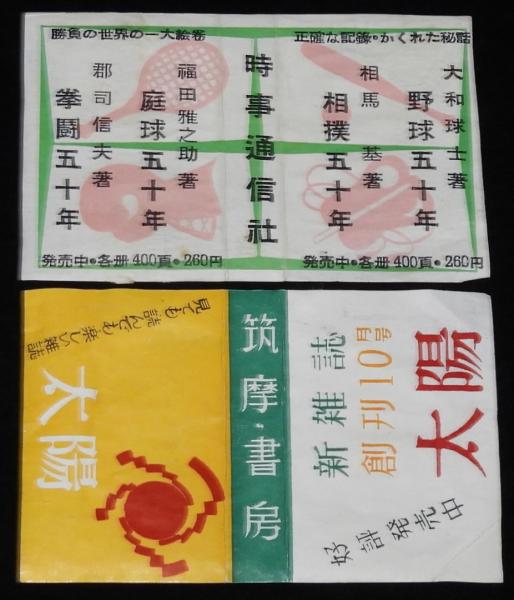 正確な記録・かくれた秘話
大和球士著
野球五十年
相馬基著
相撲五十年
発売中・各册400頁・260円
時事通信社
勝負の世界の一大絵巻
福田雅之助著
庭球五十年
郡司信夫著
拳闘五十年
発売中・各册400頁・260円
太陽
創刊10月号
新雑誌
好評発売中
筑摩・書房
見ても読んでも楽しい雑誌
太陽